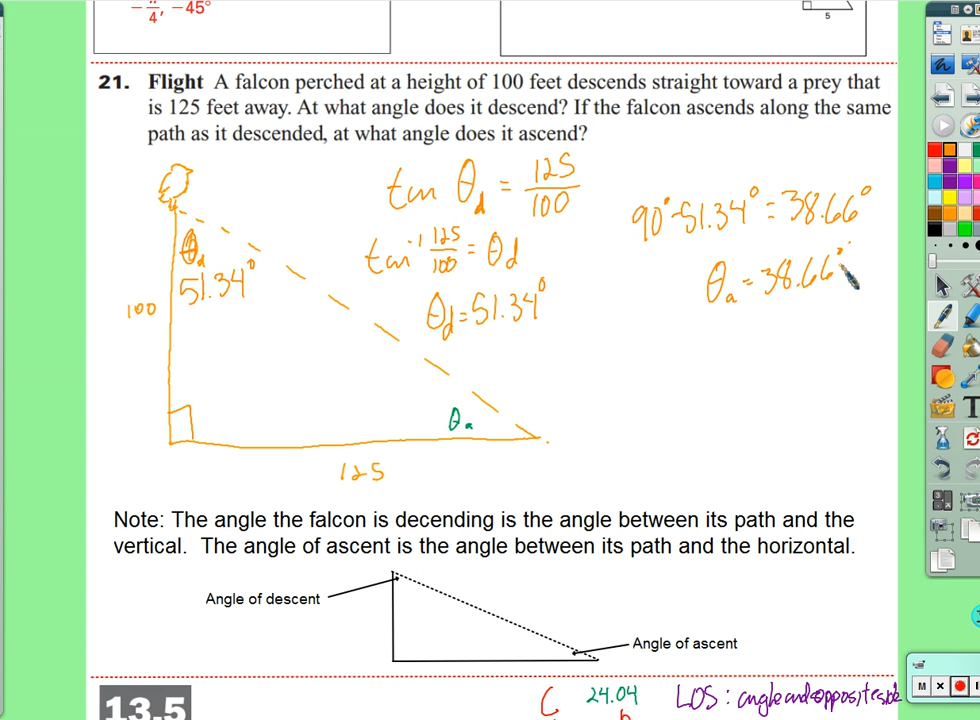 -π/4, -45°
5
21. Flight A falcon perched at a height of 100 feet descends straight toward a prey that
is 125 feet away. At what angle does it descend? If the falcon ascends along the same
path as it descended, at what angle does it ascend?
tan θd = 125/100
90°-51.34°=38.66°
tan⁻¹ 125/100 = θd
θa = 38.66°
θd = 51.34°
θd
51.34°
100
θa
125
Note: The angle the falcon is decending is the angle between its path and the
vertical. The angle of ascent is the angle between its path and the horizontal.
Angle of descent
Angle of ascent
13.5
C 24.04
b
LOS: angle and opposite side
T
M